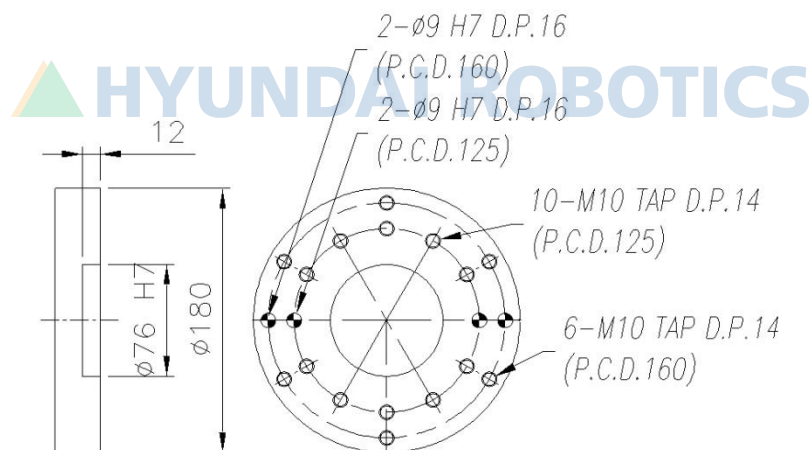 2-ø9 H7 D.P.16
(P.C.D.160)
HYUNDAI ROBOTICS
2-ø9 H7 D.P.16
(P.C.D.125)
12
10-M10 TAP D.P.14
(P.C.D.125)
ø76 H7
ø180
6-M10 TAP D.P.14
(P.C.D.160)